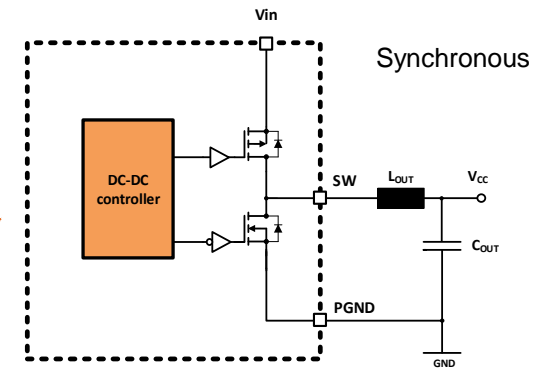 Vin
Synchronous
DC-DC
controller
SW
LOUT
VCC
COUT
PGND
GND